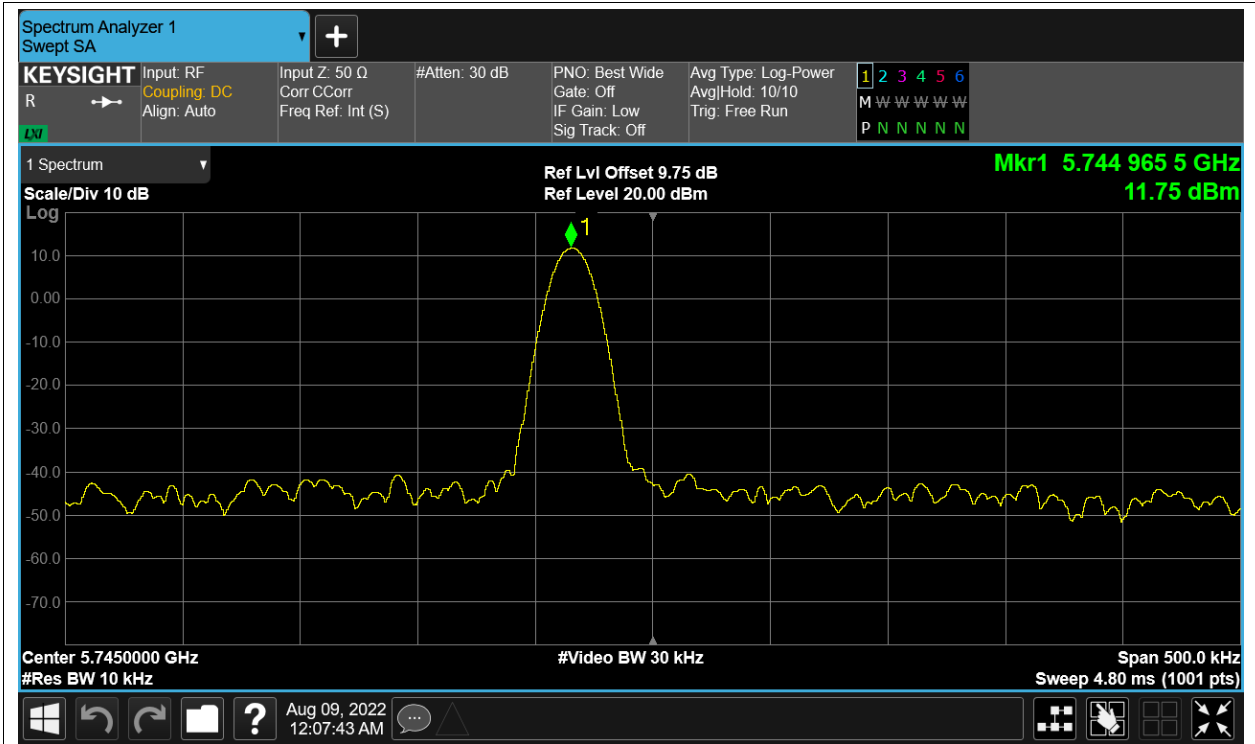 Spectrum Analyzer 1
Swept SA
KEYSIGHT
R
LXI
Input: RF
Coupling: DC
Align: Auto
Input Z: 50 Ω
Corr CCorr
Freq Ref: Int (S)
#Atten: 30 dB
PNO: Best Wide
Gate: Off
IF Gain: Low
Sig Track: Off
Avg Type: Log-Power
Avg|Hold: 10/10
Trig: Free Run
1 2 3 4 5 6
M W W W W W
P N N N N N
1 Spectrum
Scale/Div 10 dB
Log
Ref Lvl Offset 9.75 dB
Ref Level 20.00 dBm
Mkr1 5.744 965 5 GHz
11.75 dBm
1
10.0
0.00
-10.0
-20.0
-30.0
-40.0
-50.0
-60.0
-70.0
Center 5.7450000 GHz
#Res BW 10 kHz
#Video BW 30 kHz
Span 500.0 kHz
Sweep 4.80 ms (1001 pts)
?
Aug 09, 2022
12:07:43 AM